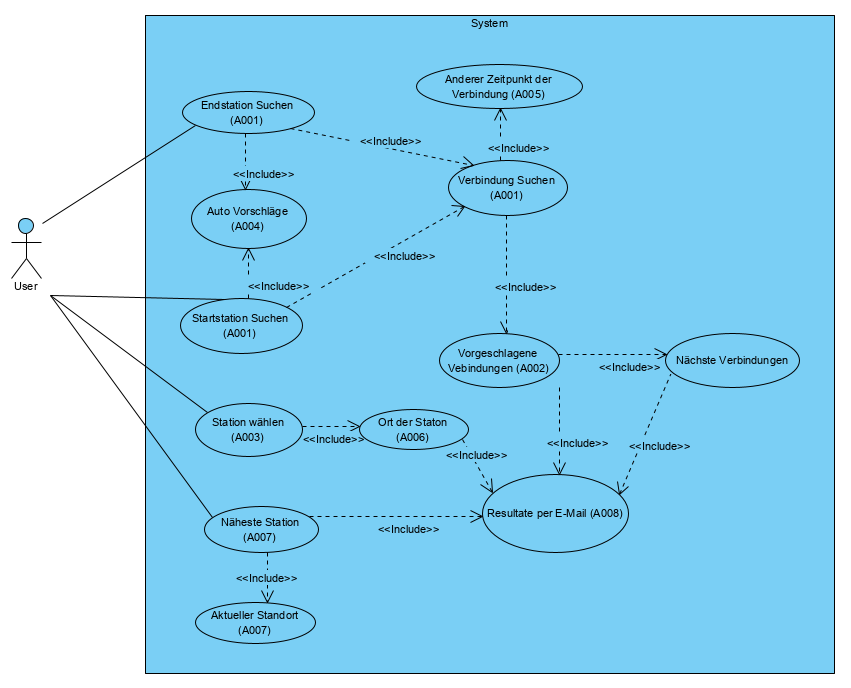 System
Anderer Zeitpunkt der
Verbindung (A005)
Endstation Suchen
(A001)
<<Include>>
<<Include>>
<<Include>>
Verbindung Suchen
(A001)
Auto Vorschläge
(A004)
<<Include>>
User
<<Include>>
<<Include>>
Startstation Suchen
(A001)
Vorgeschlagene
Vebindungen (A002)
Nächste Verbindungen
<<Include>>
Station wählen
(A003)
<<Include>>
Ort der Staton
(A006)
<<Include>>
<<Include>>
<<Include>>
Resultate per E-Mail (A008)
Näheste Station
(A007)
<<Include>>
<<Include>>
Aktueller Standort
(A007)